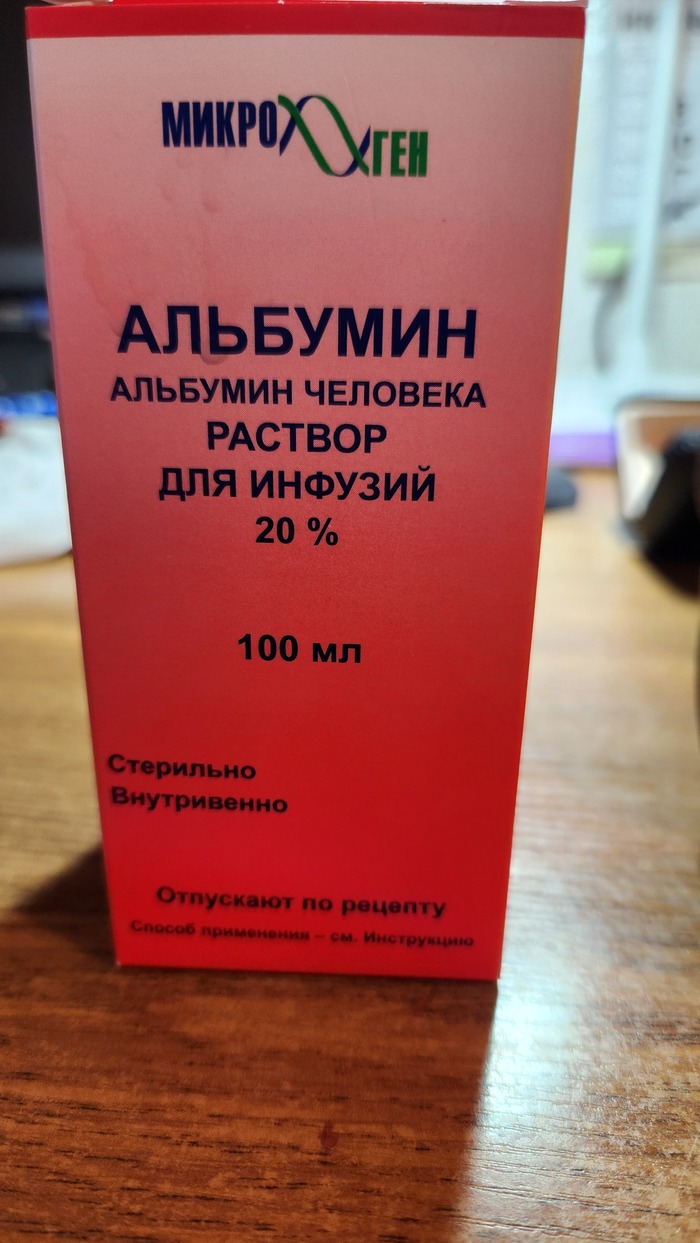 МИКРОГЕН
АЛЬБУМИН
АЛЬБУМИН ЧЕЛОВЕКА
РАСТВОР
ДЛЯ ИНФУЗИЙ
20 %
100 мл
Стерильно
Внутривенно
Отпускают по рецепту
Способ применения – см. Инструкцию